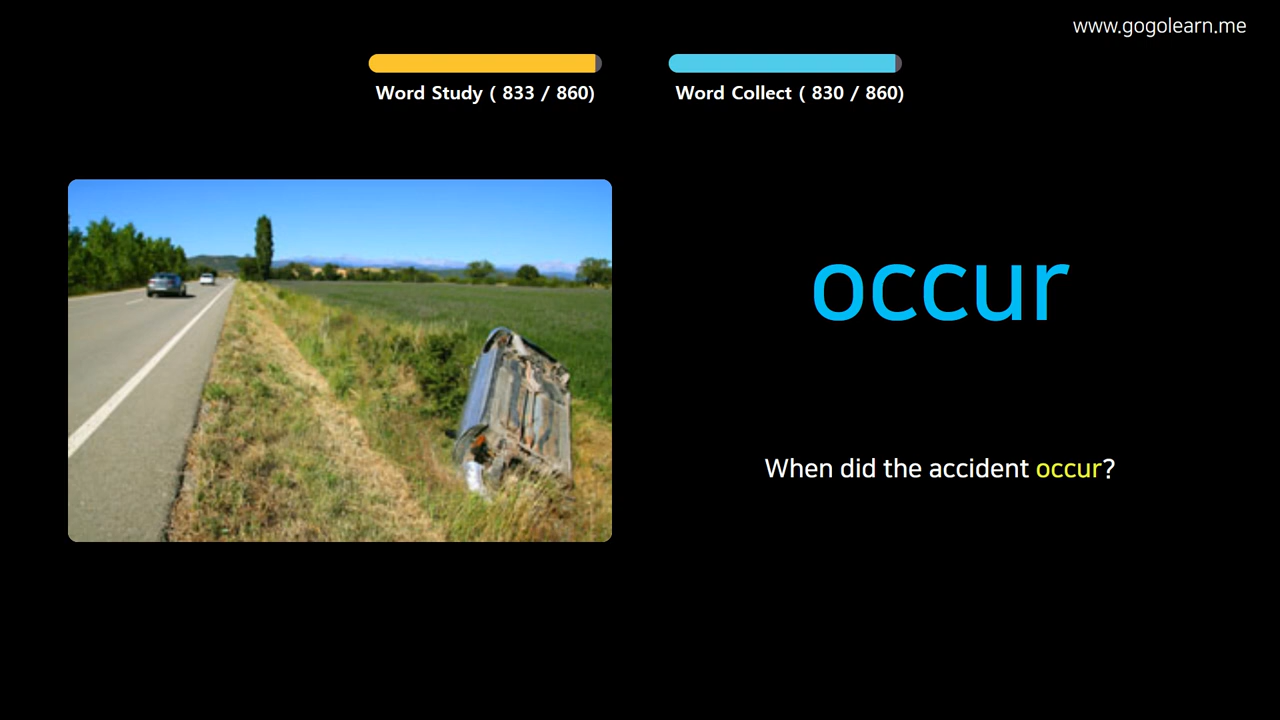 www.gogolearn.me
Word Study ( 833 / 860)
Word Collect ( 830 / 860)
occur
When did the accident occur?